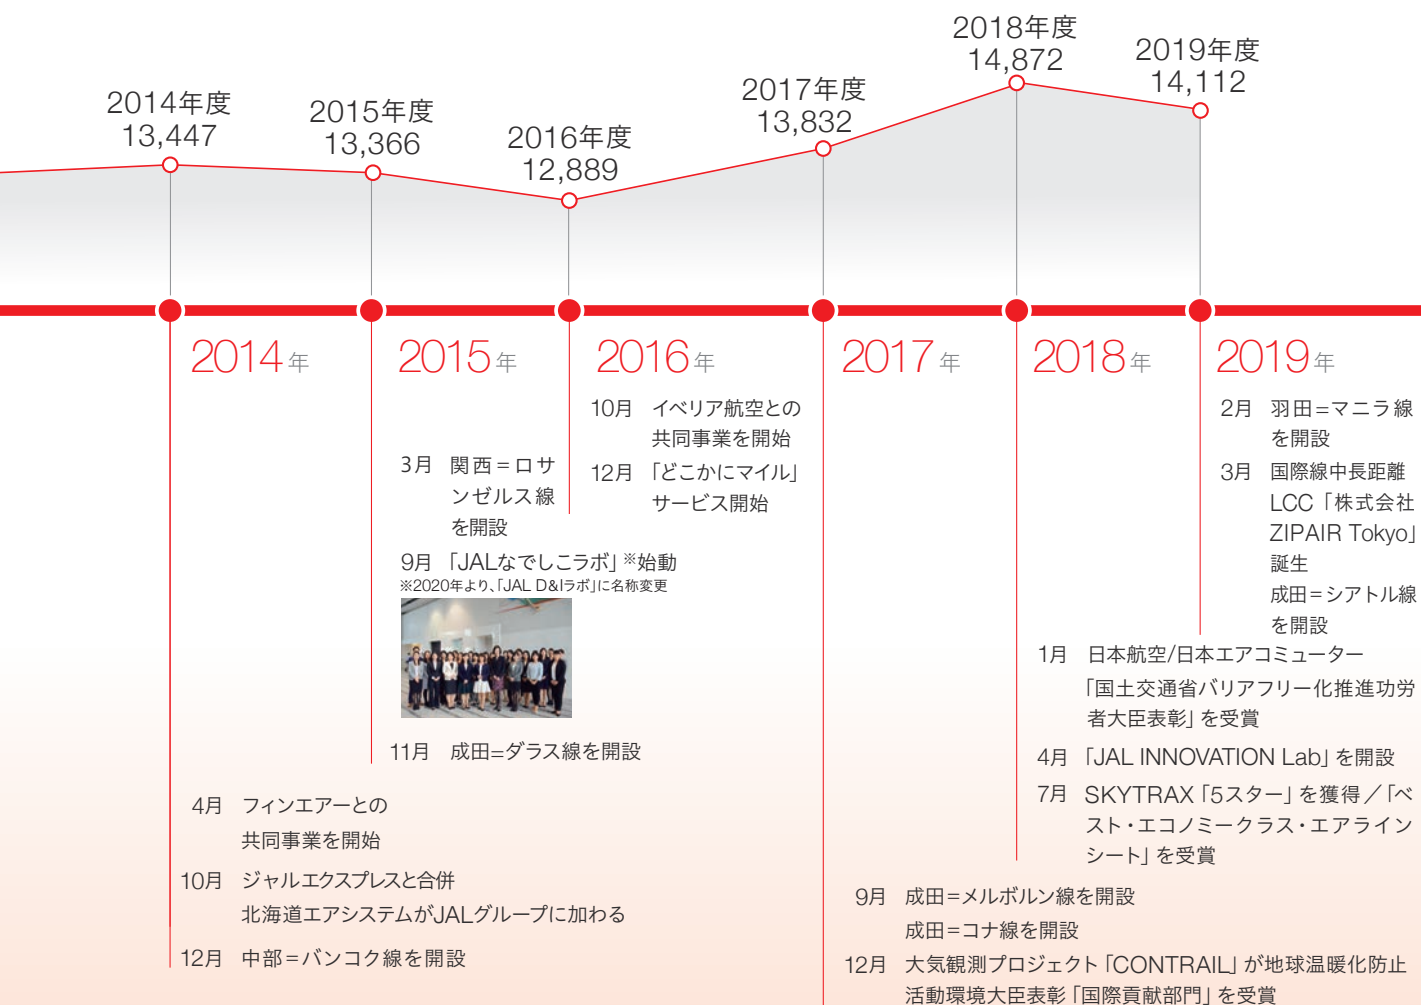 2014年度
13,447
2015年度
13,366
2016年度
12,889
2017年度
13,832
2018年度
14,872
2019年度
14,112
2014年
4月 フィンエアーとの
共同事業を開始
10月 ジャルエクスプレスと合併
北海道エアシステムがJALグループに加わる
12月 中部=バンコク線を開設
2015年
3月 関西=ロサ
ンゼルス線
を開設
9月 「JALなでしこラボ」※始動
※2020年より、「JAL D&Iラボ」に名称変更
11月 成田=ダラス線を開設
2016年
10月 イベリア航空との
共同事業を開始
12月 「どこかにマイル」
サービス開始
2017年
9月 成田=メルボルン線を開設
成田=コナ線を開設
12月 大気観測プロジェクト「CONTRAIL」が地球温暖化防止
活動環境大臣表彰「国際貢献部門」を受賞
2018年
1月 日本航空/日本エアコミューター
「国土交通省バリアフリー化推進功労
者大臣表彰」を受賞
4月 「JAL INNOVATION Lab」を開設
7月 SKYTRAX「5スター」を獲得/「ベ
スト・エコノミークラス・エアライン
シート」を受賞
2019年
2月 羽田=マニラ線
を開設
3月 国際線中長距離
LCC「株式会社
ZIPAIR Tokyo」
誕生
成田=シアトル線
を開設